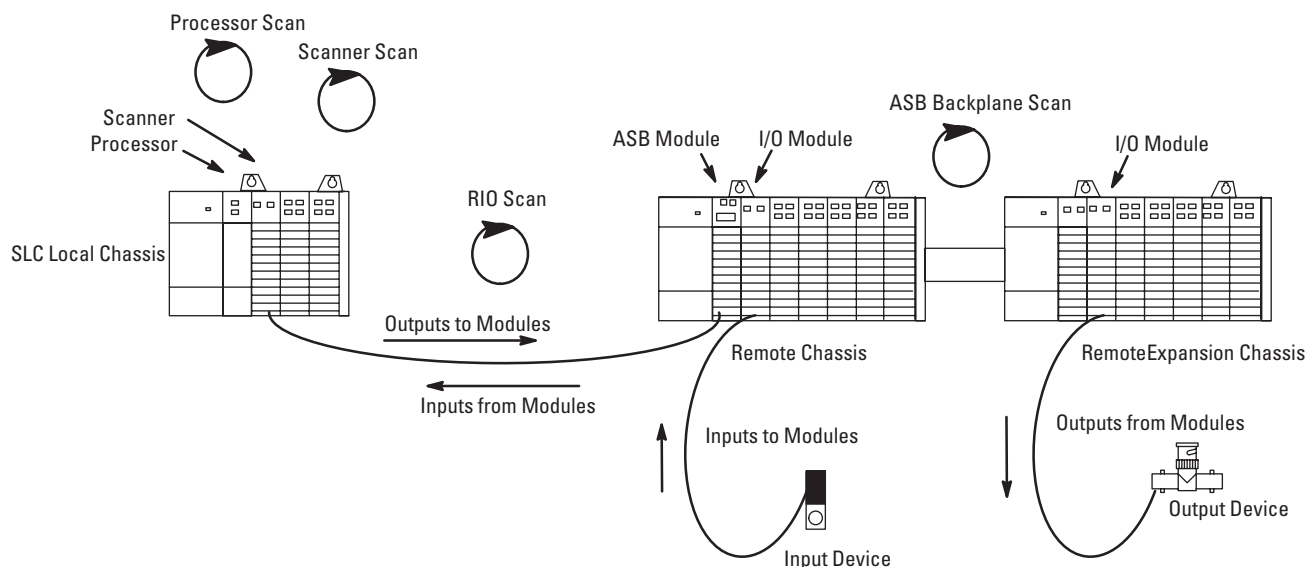 Processor Scan
Scanner Scan
Scanner
Processor
ASB Module
I/O Module
ASB Backplane Scan
I/O Module
RIO Scan
SLC Local Chassis
Outputs to Modules
Inputs from Modules
Remote Chassis
RemoteExpansion Chassis
Inputs to Modules
Outputs from Modules
Output Device
Input Device